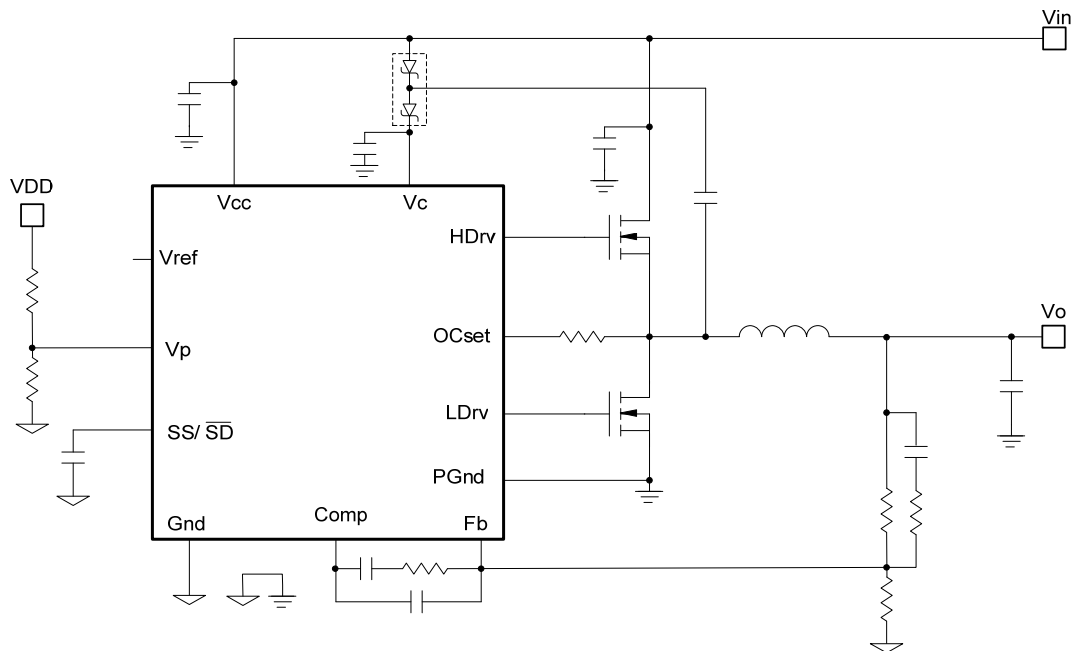 Vin
VDD
Vcc
Vc
HDrv
Vref
Vo
OCset
Vp
LDrv
SS/ SD
PGnd
Comp
Gnd
Fb